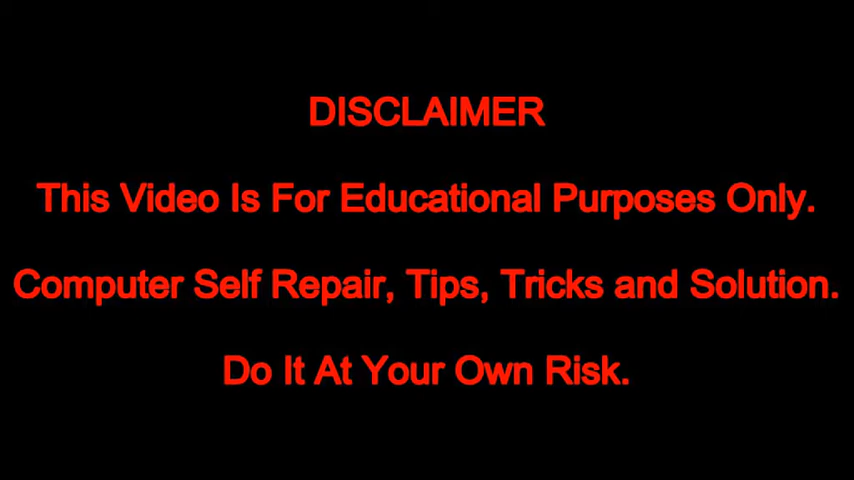 DISCLAIMER
This Video Is For Educational Purposes Only.
Computer Self Repair, Tips, Tricks and Solution.
Do It At Your Own Risk.